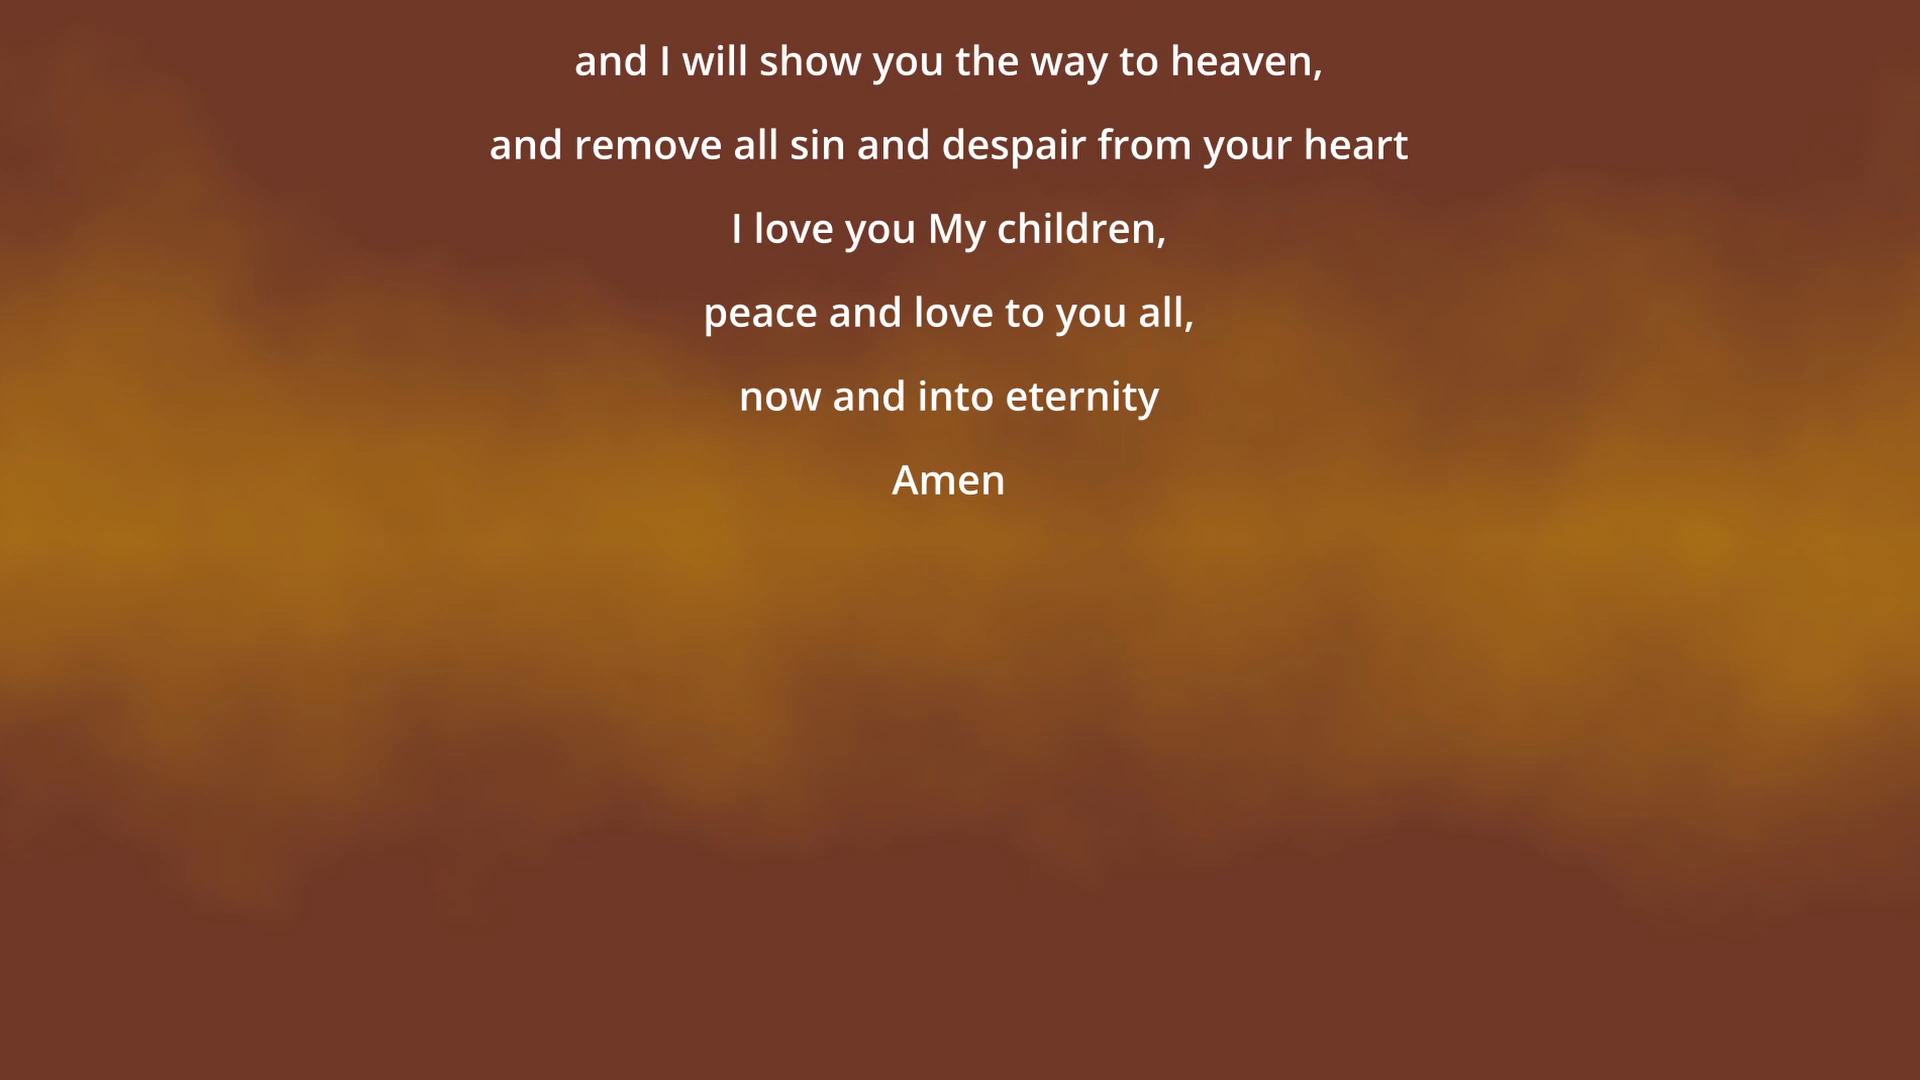 and I will show you the way to heaven,
and remove all sin and despair from your heart
I love you My children,
peace and love to you all,
now and into eternity
Amen